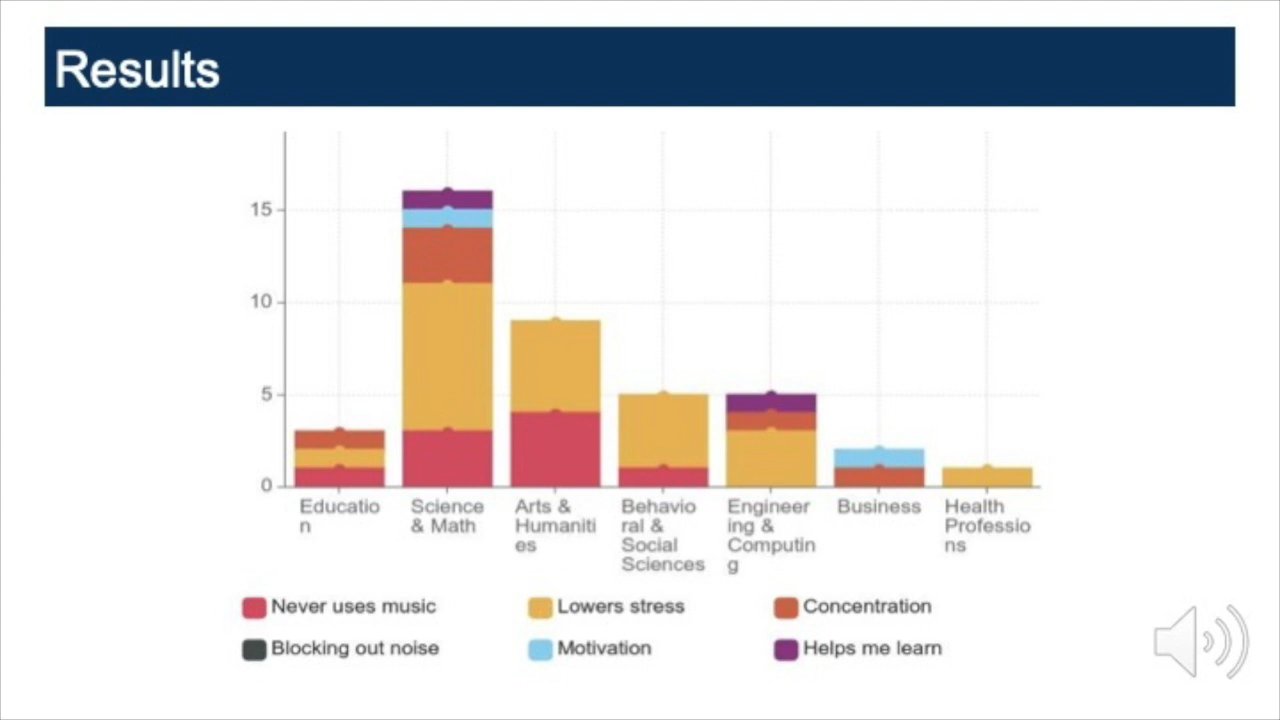 Results
15
10
5
0
Educatio
n
Science
& Math
Arts &
Humaniti
es
Behavio
ral &
Social
Sciences
Engineer
ing &
Computin
g
Business
Health
Professio
ns
Never uses music
Lowers stress
Concentration
Blocking out noise
Motivation
Helps me learn